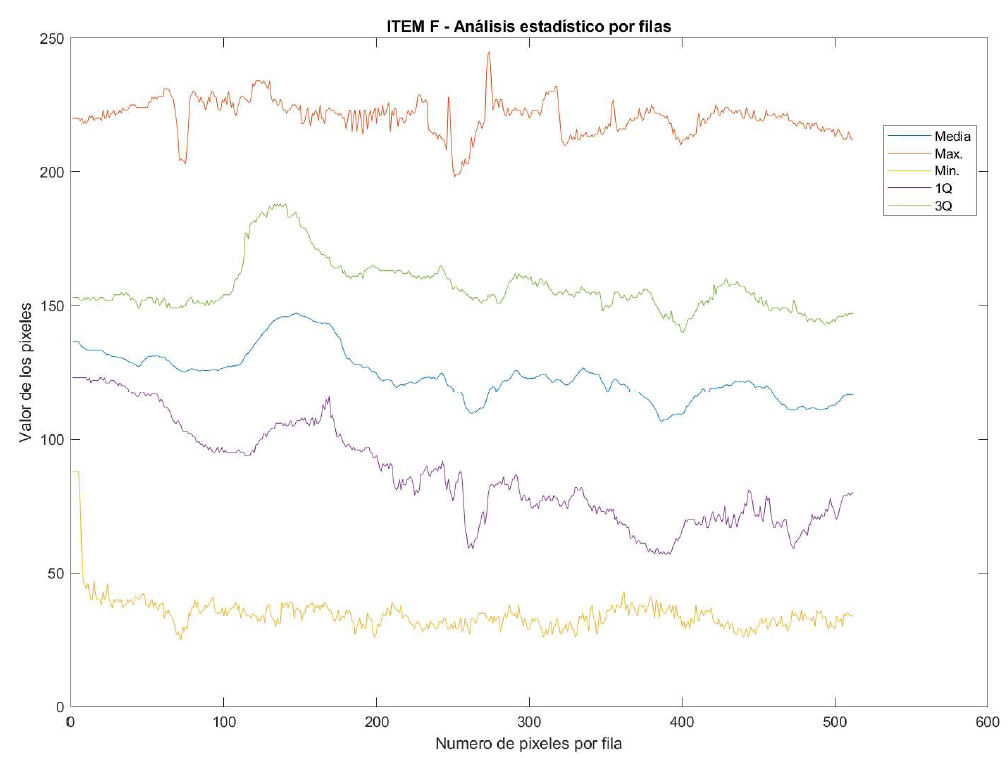 ITEM F - Análisis estadístico por filas
250
200
150
100
50
0
Valor de los pixeles
0 100 200 300 400 500 600
Numero de pixeles por fila
Media
Max.
Min.
1Q
3Q